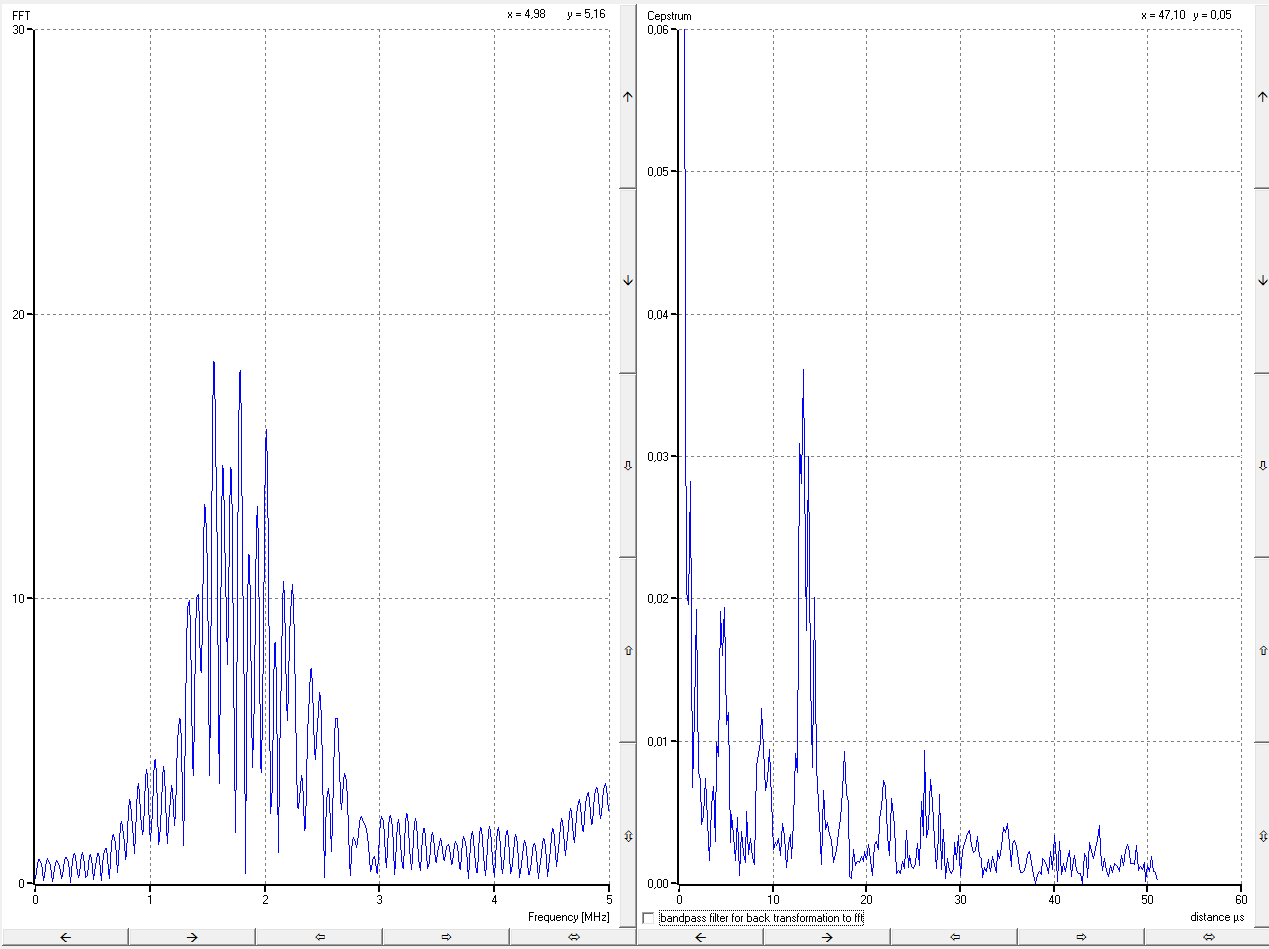 FFT x = 4,98 y = 5,16
30
20
10
0
0 1 2 3 4 5
Frequency [MHz]
Cepstrum x = 47,10 y = 0,05
0,06
0,05
0,04
0,03
0,02
0,01
0,00
0 10 20 30 40 50 60
bandpass filter for back transformation to fft distance µs